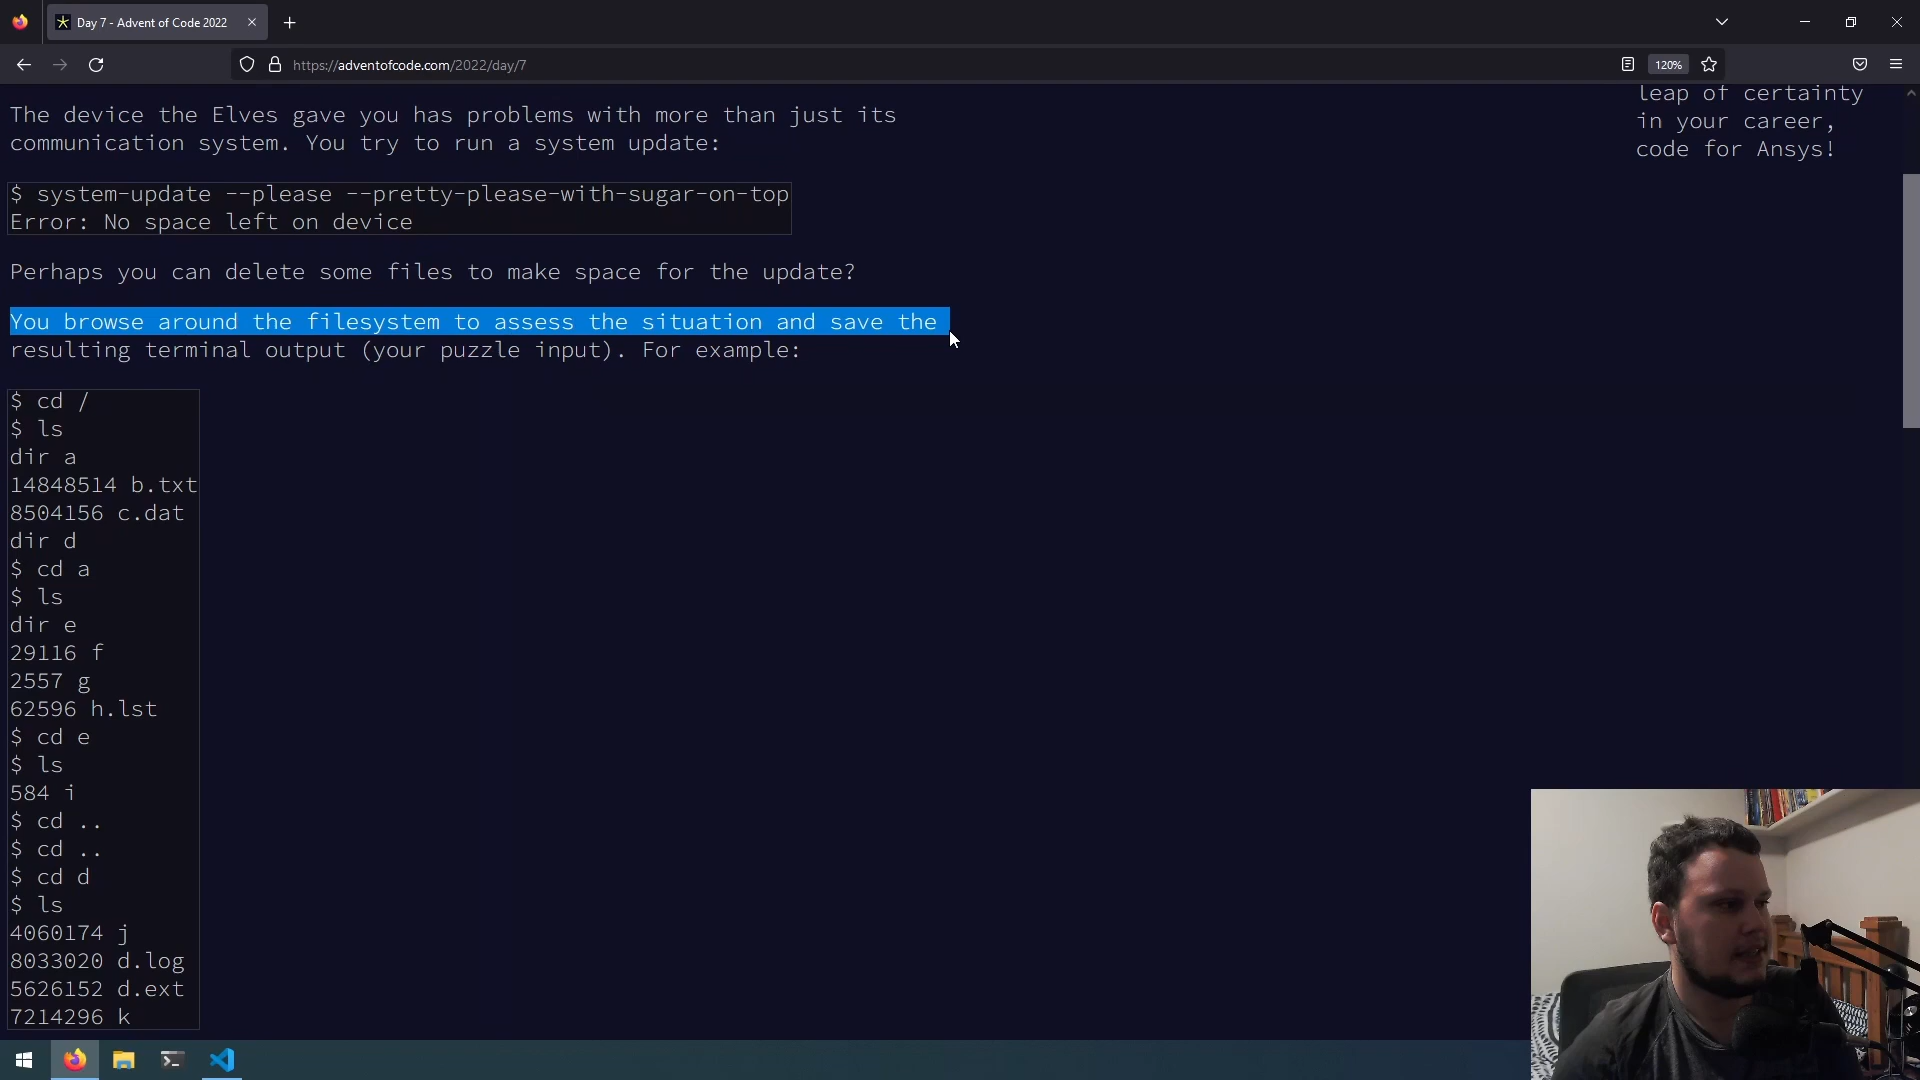 Day 7 - Advent of Code 2022
https://adventofcode.com/2022/day/7
120%
The device the Elves gave you has problems with more than just its
communication system. You try to run a system update:
$ system-update --please --pretty-please-with-sugar-on-top
Error: No space left on device
Perhaps you can delete some files to make space for the update?
You browse around the filesystem to assess the situation and save the
resulting terminal output (your puzzle input). For example:
$ cd /
$ ls
dir a
14848514 b.txt
8504156 c.dat
dir d
$ cd a
$ ls
dir e
29116 f
2557 g
62596 h.lst
$ cd e
$ ls
584 i
$ cd ..
$ cd ..
$ cd d
$ ls
4060174 j
8033020 d.log
5626152 d.ext
7214296 k
leap of certainty
in your career,
code for Ansys!